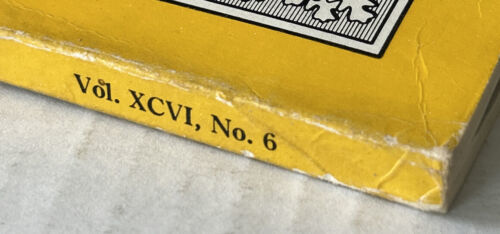 Vol. XCVI, No. 6